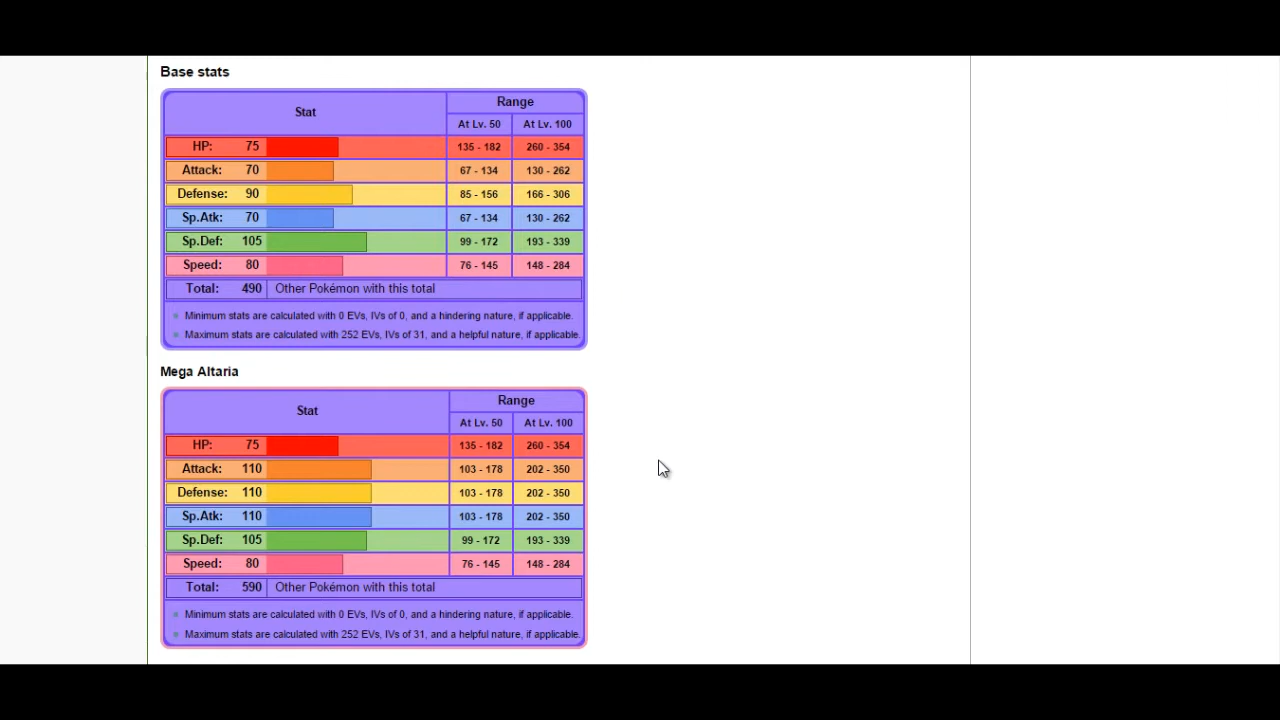 Base stats
Stat Range
At Lv. 50 At Lv. 100
HP: 75 135 - 182 260 - 354
Attack: 70 67 - 134 130 - 262
Defense: 90 85 - 156 166 - 306
Sp.Atk: 70 67 - 134 130 - 262
Sp.Def: 105 99 - 172 193 - 339
Speed: 80 76 - 145 148 - 284
Total: 490 Other Pokémon with this total
Minimum stats are calculated with 0 EVs, IVs of 0, and a hindering nature, if applicable.
Maximum stats are calculated with 252 EVs, IVs of 31, and a helpful nature, if applicable.
Mega Altaria
Stat Range
At Lv. 50 At Lv. 100
HP: 75 135 - 182 260 - 354
Attack: 110 103 - 178 202 - 350
Defense: 110 103 - 178 202 - 350
Sp.Atk: 110 103 - 178 202 - 350
Sp.Def: 105 99 - 172 193 - 339
Speed: 80 76 - 145 148 - 284
Total: 590 Other Pokémon with this total
Minimum stats are calculated with 0 EVs, IVs of 0, and a hindering nature, if applicable.
Maximum stats are calculated with 252 EVs, IVs of 31, and a helpful nature, if applicable.